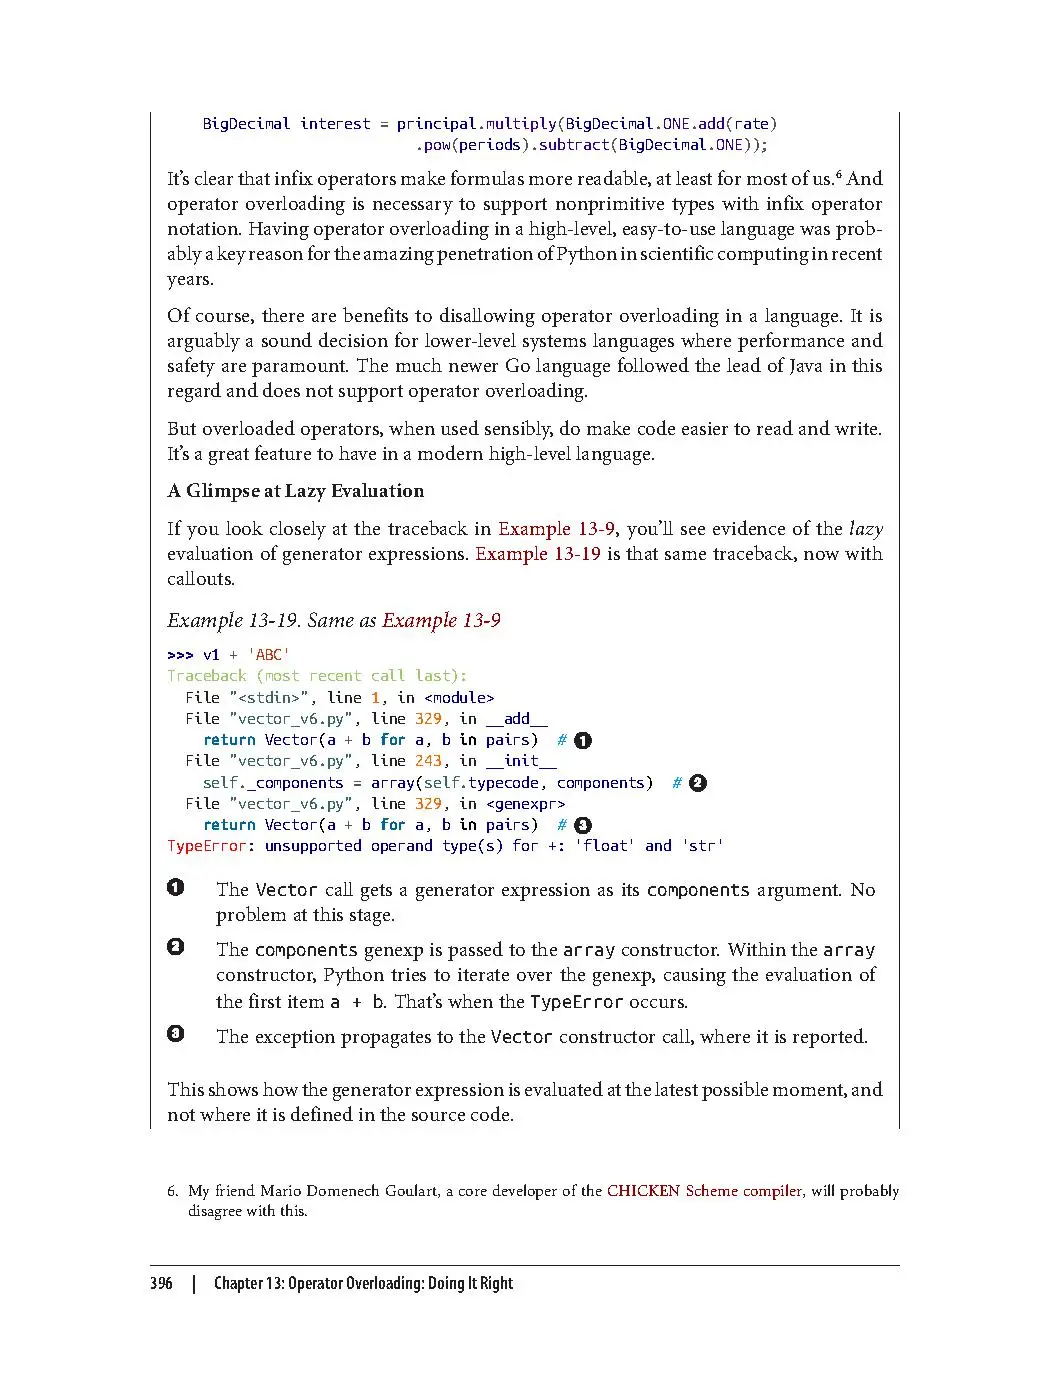 BigDecimal interest = principal.multiply(BigDecimal.ONE.add(rate)
.pow(periods).subtract(BigDecimal.ONE));
It’s clear that infix operators make formulas more readable, at least for most of us.⁶ And
operator overloading is necessary to support nonprimitive types with infix operator
notation. Having operator overloading in a high-level, easy-to-use language was prob-
ably a key reason for the amazing penetration of Python in scientific computing in recent
years.
Of course, there are benefits to disallowing operator overloading in a language. It is
arguably a sound decision for lower-level systems languages where performance and
safety are paramount. The much newer Go language followed the lead of Java in this
regard and does not support operator overloading.
But overloaded operators, when used sensibly, do make code easier to read and write.
It’s a great feature to have in a modern high-level language.
A Glimpse at Lazy Evaluation
If you look closely at the traceback in Example 13-9, you’ll see evidence of the lazy
evaluation of generator expressions. Example 13-19 is that same traceback, now with
callouts.
Example 13-19. Same as Example 13-9
>>> v1 + 'ABC'
Traceback (most recent call last):
File "<stdin>", line 1, in <module>
File "vector_v6.py", line 329, in __add__
return Vector(a + b for a, b in pairs) # ❶
File "vector_v6.py", line 243, in __init__
self._components = array(self.typecode, components) # ❷
File "vector_v6.py", line 329, in <genexpr>
return Vector(a + b for a, b in pairs) # ❸
TypeError: unsupported operand type(s) for +: 'float' and 'str'
❶ The Vector call gets a generator expression as its components argument. No
problem at this stage.
❷ The components genexp is passed to the array constructor. Within the array
constructor, Python tries to iterate over the genexp, causing the evaluation of
the first item a + b. That’s when the TypeError occurs.
❸ The exception propagates to the Vector constructor call, where it is reported.
This shows how the generator expression is evaluated at the latest possible moment, and
not where it is defined in the source code.
6. My friend Mario Domenech Goulart, a core developer of the CHICKEN Scheme compiler, will probably
disagree with this.
396 | Chapter 13: Operator Overloading: Doing It Right